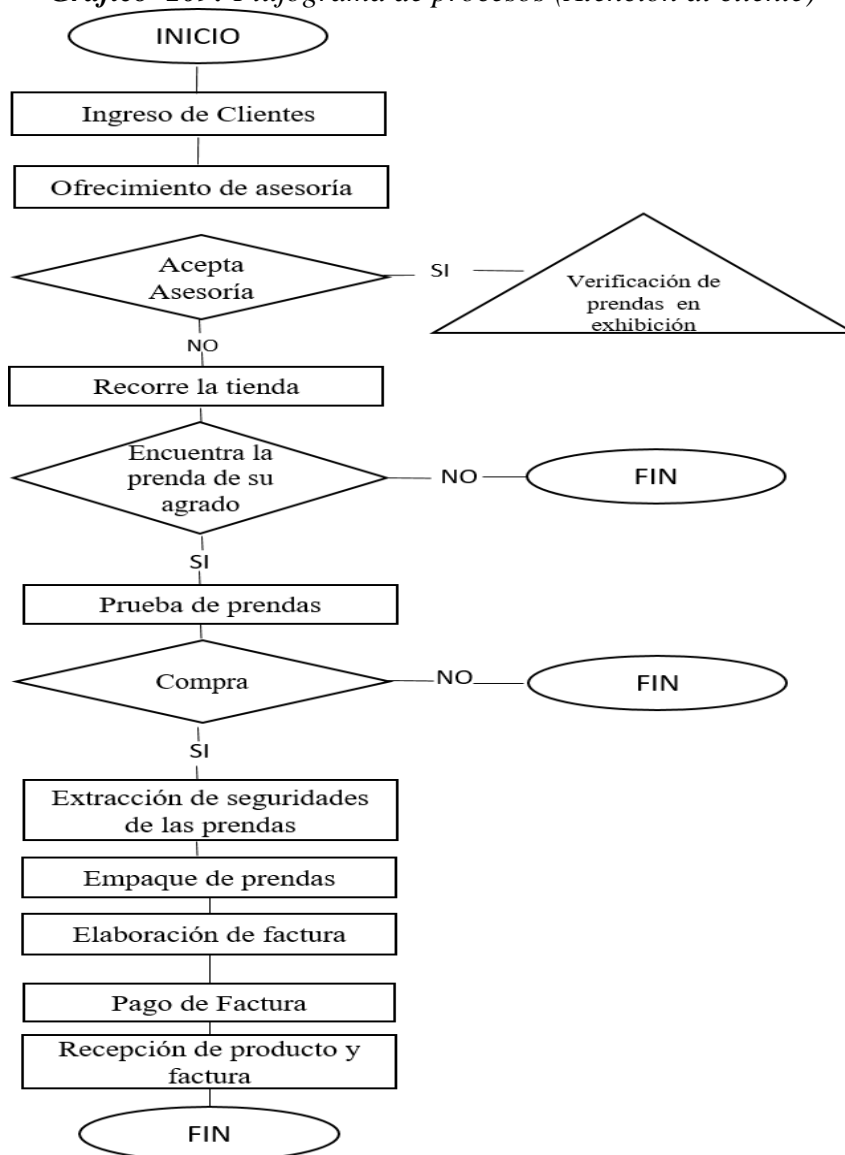 INICIO
Ingreso de Clientes
Ofrecimiento de asesoría
Acepta
Asesoría
SI
Verificación de
prendas en
exhibición
NO
Recorre la tienda
Encuentra la
prenda de su
agrado
NO
FIN
SI
Prueba de prendas
Compra
NO
FIN
SI
Extracción de seguridades
de las prendas
Empaque de prendas
Elaboración de factura
Pago de Factura
Recepción de producto y
factura
FIN